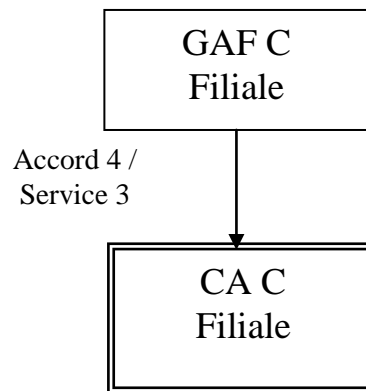 GAF C
Filiale
Accord 4 /
Service 3
CA C
Filiale